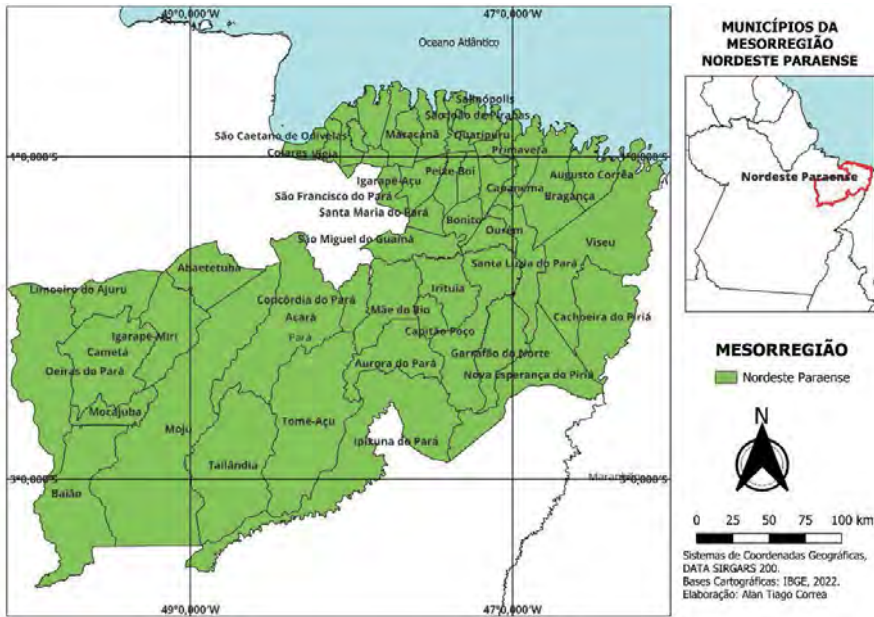 49°0,000'W
47°0,000'W
Oceano Atlântico
Salinópolis
São João de Pirabas
São Caetano de Odivelas
Maracanã
Quatipuru
Colares
Vigia
Primavera
1°0,000'S
1°0,000'S
Igarapé-Açu
Peixe-Boi
Augusto Corrêa
São Francisco do Pará
Capanema
Bragança
Santa Maria do Pará
Bonito
São Miguel do Guamá
Ourém
Viseu
Abaetetuba
Santa Luzia do Pará
Limoeiro do Ajuru
Concórdia do Pará
Irituia
Acará
Mãe do Rio
Cachoeira do Piriá
Pará
Igarapé-Miri
Capitão Poço
Cametá
Garrafão do Norte
Oeiras do Pará
Aurora do Pará
Nova Esperança do Piriá
Mocajuba
Moju
Tomé-Açu
Ipixuna do Pará
Tailândia
Maranhão
3°0,000'S
3°0,000'S
Baião
49°0,000'W
47°0,000'W
MUNICÍPIOS DA
MESORREGIÃO
NORDESTE PARAENSE
Nordeste Paraense
MESORREGIÃO
Nordeste Paraense
N
0 25 50 75 100 km
Sistemas de Coordenadas Geográficas,
DATA SIRGARS 200.
Bases Cartográficas: IBGE, 2022.
Elaboração: Alan Tiago Correa